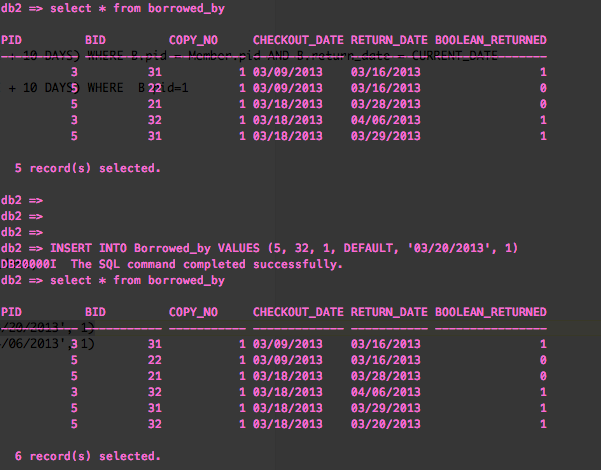 db2 => select * from borrowed_by
PID BID COPY_NO CHECKOUT_DATE RETURN_DATE BOOLEAN_RETURNED
+ 10 DAYS) WHERE B.pid = Member.pid AND B.return_date = CURRENT_DATE
3 31 1 03/09/2013 03/16/2013 1
5 22 1 03/09/2013 03/16/2013 0
+ 10 DAYS) WHERE B.pid=1
5 21 1 03/18/2013 03/28/2013 0
3 32 1 03/18/2013 04/06/2013 1
5 31 1 03/18/2013 03/29/2013 1
5 record(s) selected.
db2 =>
db2 =>
db2 =>
db2 => INSERT INTO Borrowed_by VALUES (5, 32, 1, DEFAULT, '03/20/2013', 1)
DB20000I The SQL command completed successfully.
db2 => select * from borrowed_by
PID BID COPY_NO CHECKOUT_DATE RETURN_DATE BOOLEAN_RETURNED
/20/2013', 1)
3 31 1 03/09/2013 03/16/2013 1
/06/2013', 1)
5 22 1 03/09/2013 03/16/2013 0
5 21 1 03/18/2013 03/28/2013 0
3 32 1 03/18/2013 04/06/2013 1
5 31 1 03/18/2013 03/29/2013 1
5 32 1 03/18/2013 03/20/2013 1
6 record(s) selected.